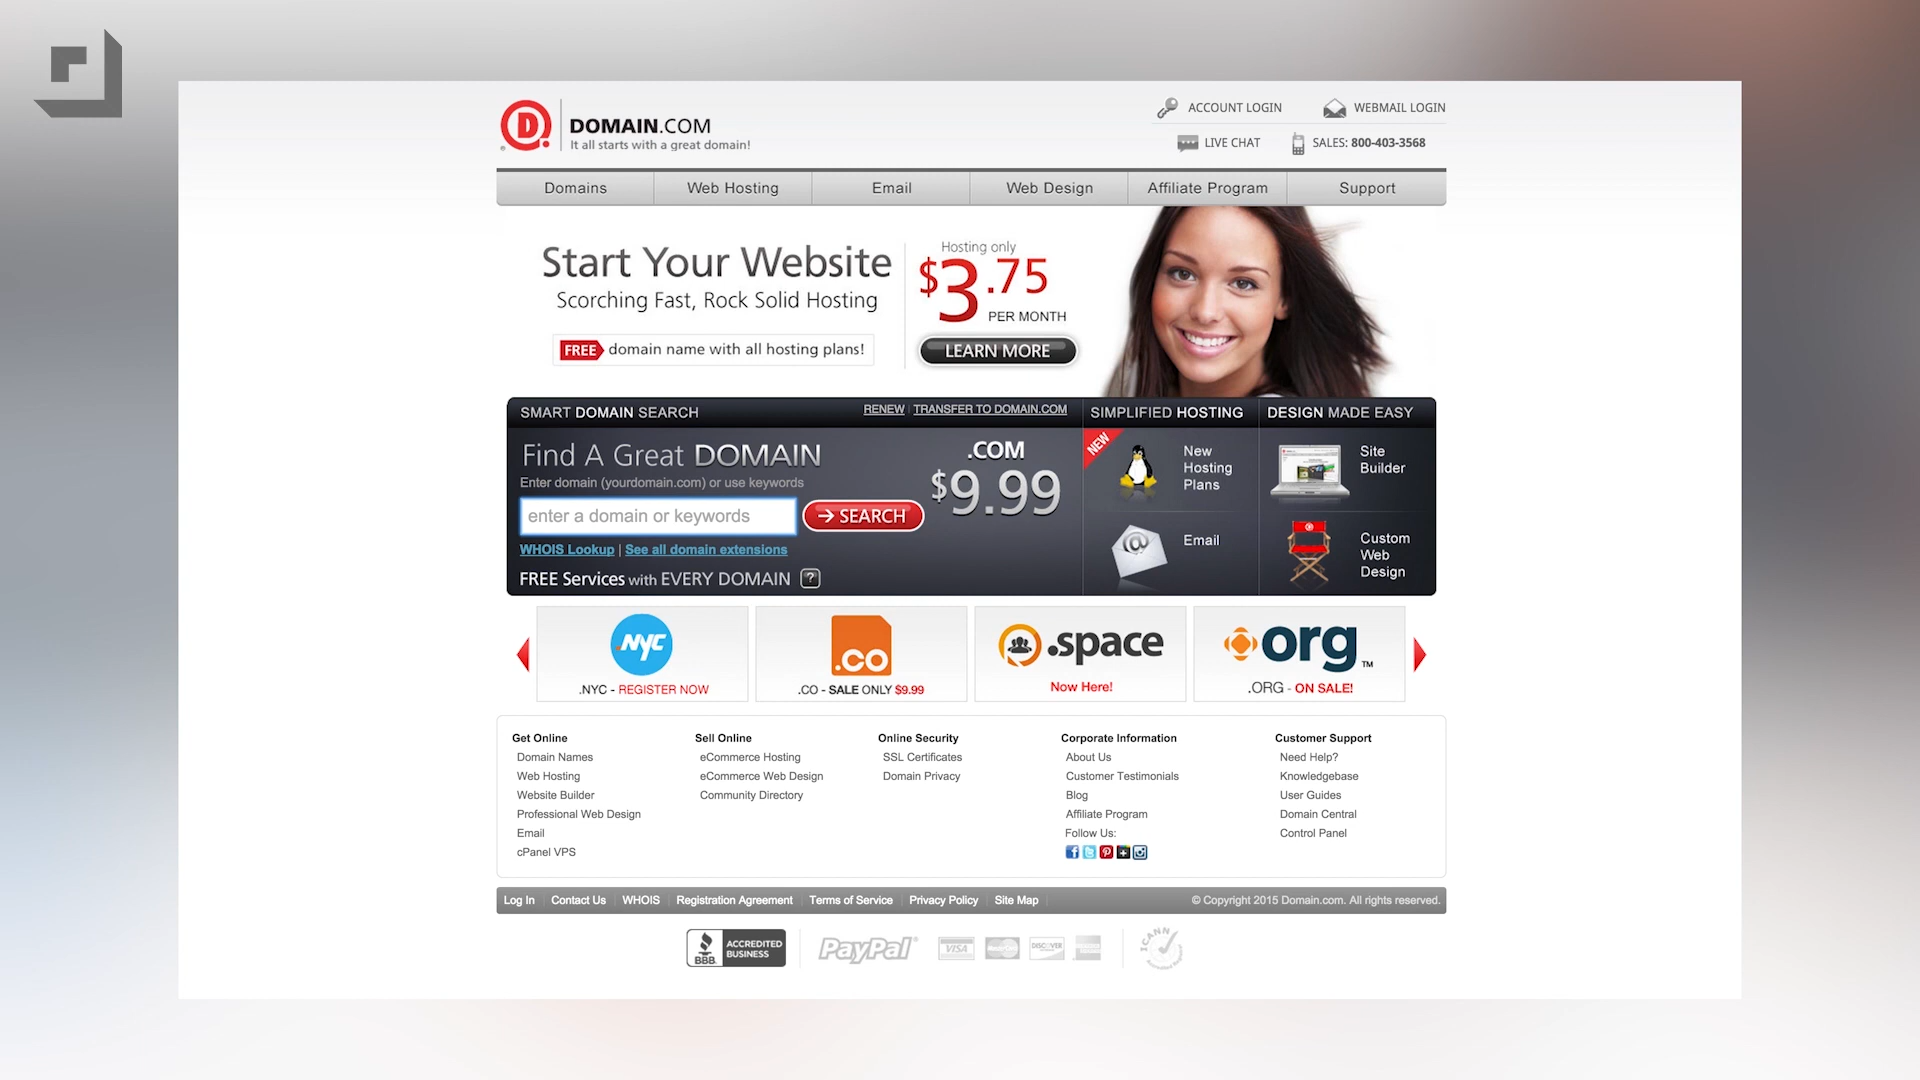 ACCOUNT LOGIN
WEBMAIL LOGIN
DOMAIN.COM
It all starts with a great domain!
LIVE CHAT
SALES: 800-403-3568
Domains
Web Hosting
Email
Web Design
Affiliate Program
Support
Start Your Website
Scorching Fast, Rock Solid Hosting
FREE domain name with all hosting plans!
Hosting only
$3.75
PER MONTH
LEARN MORE
SMART DOMAIN SEARCH
RENEW | TRANSFER TO DOMAIN.COM
Find A Great DOMAIN
Enter domain (yourdomain.com) or use keywords
enter a domain or keywords
SEARCH
.COM
$9.99
WHOIS Lookup | See all domain extensions
FREE Services with EVERY DOMAIN ?
SIMPLIFIED HOSTING
NEW
New
Hosting
Plans
Email
DESIGN MADE EASY
Site
Builder
Custom
Web
Design
.NYC
.NYC - REGISTER NOW
.CO
.CO - SALE ONLY $9.99
.space
Now Here!
org TM
.ORG - ON SALE!
Get Online
Domain Names
Web Hosting
Website Builder
Professional Web Design
Email
cPanel VPS
Sell Online
eCommerce Hosting
eCommerce Web Design
Community Directory
Online Security
SSL Certificates
Domain Privacy
Corporate Information
About Us
Customer Testimonials
Blog
Affiliate Program
Follow Us:
Customer Support
Need Help?
Knowledgebase
User Guides
Domain Central
Control Panel
Log In
Contact Us
WHOIS
Registration Agreement
Terms of Service
Privacy Policy
Site Map
© Copyright 2015 Domain.com. All rights reserved.
BBB
ACCREDITED
BUSINESS
PayPal
VISA
MasterCard
DISCOVER
ICANN